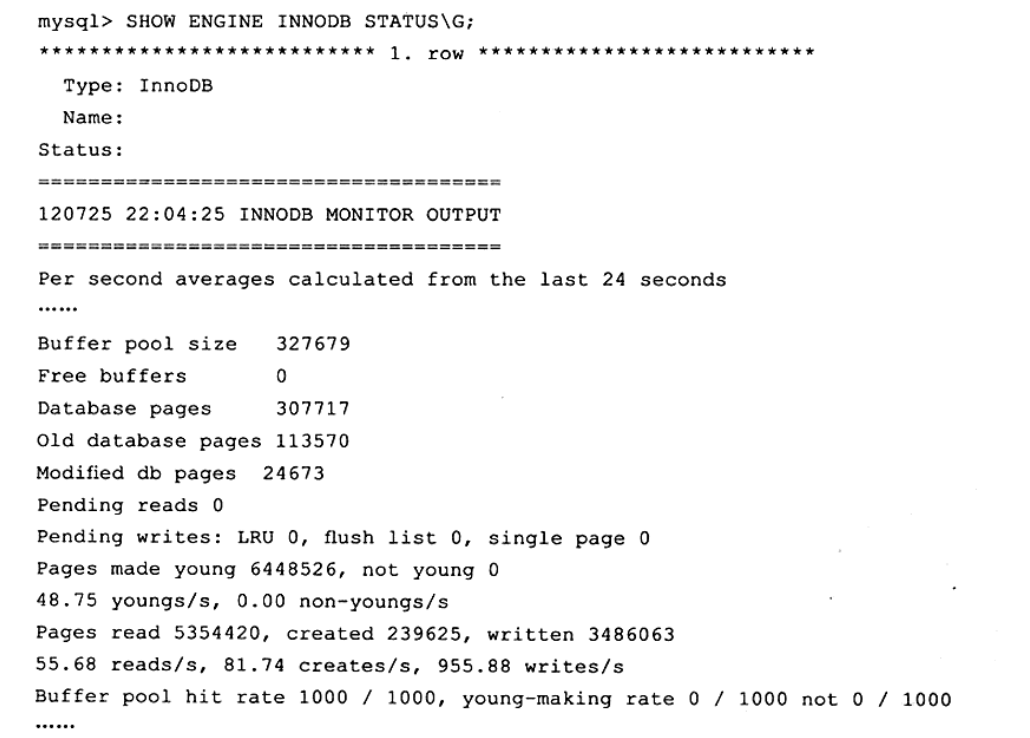 mysql> SHOW ENGINE INNODB STATUS\G;
*************************** 1. row ***************************
  Type: InnoDB
  Name:
Status:
=====================================
120725 22:04:25 INNODB MONITOR OUTPUT
=====================================
Per second averages calculated from the last 24 seconds
……
Buffer pool size   327679
Free buffers       0
Database pages     307717
Old database pages 113570
Modified db pages  24673
Pending reads 0
Pending writes: LRU 0, flush list 0, single page 0
Pages made young 6448526, not young 0
48.75 youngs/s, 0.00 non-youngs/s
Pages read 5354420, created 239625, written 3486063
55.68 reads/s, 81.74 creates/s, 955.88 writes/s
Buffer pool hit rate 1000 / 1000, young-making rate 0 / 1000 not 0 / 1000
……